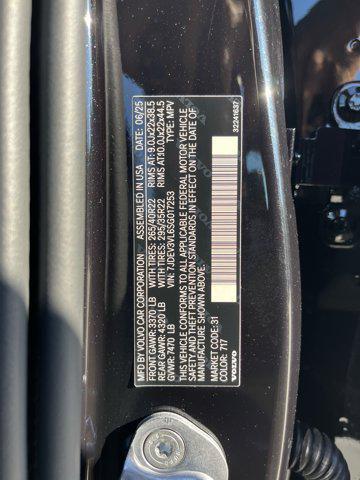 MFD BY VOLVO CAR CORPORATION ASSEMBLED IN USA DATE: 06/25
FRONT GAWR: 3370 LB WITH TIRES: 265/40R22 RIMS AT: 9.0Jx22x38.5
REAR GAWR: 4320 LB WITH TIRES: 295/35R22 RIMS AT:10.0Jx22x44.5
GVWR: 7470 LB VIN: 7JDEV3VL6SG017253 TYPE: MPV
THIS VEHICLE CONFORMS TO ALL APPLICABLE FEDERAL MOTOR VEHICLE
SAFETY AND THEFT PREVENTION STANDARDS IN EFFECT ON THE DATE OF
MANUFACTURE SHOWN ABOVE.
MARKET CODE:31
COLOR: 717
VOLVO
32241637